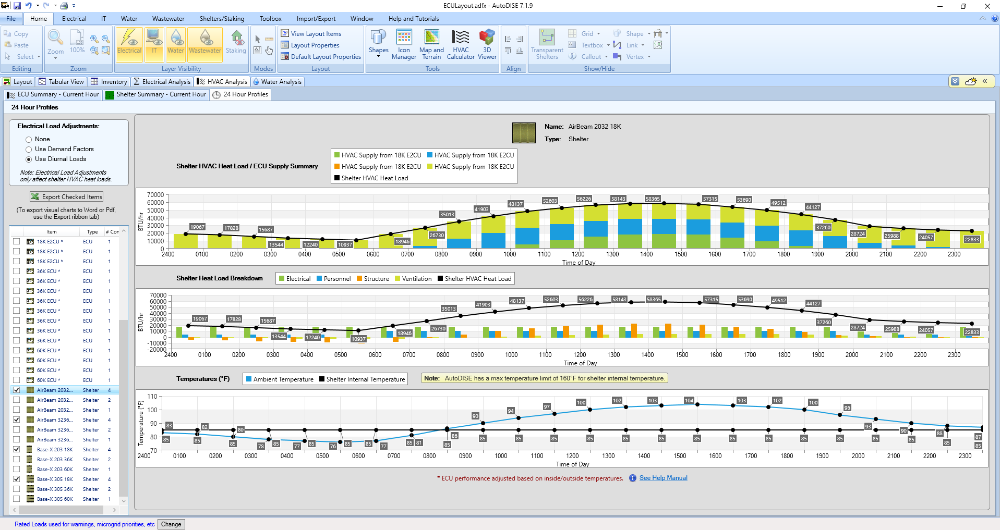 ECULayout.adfx - AutoDISE 7.1.9
File Home Electrical IT Water Wastewater Shelters/Staking Toolbox Import/Export Window Help and Tutorials
Copy
Paste
Select
Editing
Zoom
100%
Zoom
Electrical
IT
Water
Wastewater
Staking
Layer Visibility
Modes
View Layout Items
Layout Properties
Default Layout Properties
Layout
Shapes
Icon Manager
Map and Terrain
HVAC Calculator
3D Viewer
Tools
Align
Transparent Shelters
Grid
Textbox
Callout
Shape
Link
Vertex
Show/Hide
Layout Tabular View Inventory Electrical Analysis HVAC Analysis Water Analysis
ECU Summary - Current Hour Shelter Summary - Current Hour 24 Hour Profiles
24 Hour Profiles
Electrical Load Adjustments:
None
Use Demand Factors
Use Diurnal Loads
Note: Electrical Load Adjustments
only affect shelter HVAC heat loads.
Export Checked Items
(To export visual charts to Word or Pdf,
use the Export ribbon tab)
Item Type # Con
18K E2CU * ECU 1
18K E2CU * ECU 1
18K E2CU * ECU 1
36K ECU * ECU 1
36K ECU * ECU 1
36K ECU * ECU 1
36K ECU * ECU 1
36K ECU * ECU 1
36K ECU * ECU 1
36K ECU * ECU 1
36K ECU * ECU 1
60K ECU * ECU 1
60K ECU * ECU 1
60K ECU * ECU 1
60K ECU * ECU 1
AirBeam 2032... Shelter 4
AirBeam 2032... Shelter 2
AirBeam 2032... Shelter 1
AirBeam 3236... Shelter 4
AirBeam 3236... Shelter 2
AirBeam 3236... Shelter 1
Base-X 203 18K Shelter 4
Base-X 203 36K Shelter 2
Base-X 203 60K Shelter 1
Base-X 305 18K Shelter 4
Base-X 305 36K Shelter 2
Base-X 305 60K Shelter 1
Name: AirBeam 2032 18K
Type: Shelter
Shelter HVAC Heat Load / ECU Supply Summary
HVAC Supply from 18K E2CU HVAC Supply from 18K E2CU
HVAC Supply from 18K E2CU HVAC Supply from 18K E2CU
Shelter HVAC Heat Load
BTU/hr
70000
60000
50000
40000
30000
20000
10000
0
19067 17828 15687 13544 12240 10937 18946 26730 35013 41903 48137 52603 56226 58143 58365 57315 53690 49512 44127 37260 28724 25988 24057 22833
2400 0100 0200 0300 0400 0500 0600 0700 0800 0900 1000 1100 1200 1300 1400 1500 1600 1700 1800 1900 2000 2100 2200 2300
Time of Day
Shelter Heat Load Breakdown
Electrical Personnel Structure Ventilation Shelter HVAC Heat Load
BTU/hr
70000
60000
50000
40000
30000
20000
10000
0
-10000
-20000
19067 17828 15687 13544 12240 10937 18946 26730 35013 41903 48137 52603 56226 58143 58365 57315 53690 49512 44127 37260 28724 25988 24057 22833
2400 0100 0200 0300 0400 0500 0600 0700 0800 0900 1000 1100 1200 1300 1400 1500 1600 1700 1800 1900 2000 2100 2200 2300
Time of Day
Temperatures (°F)
Ambient Temperature Shelter Internal Temperature
Note: AutoDISE has a max temperature limit of 160°F for shelter internal temperature.
Temperature (°F)
110
100
90
80
70
83 82 80 78 77 76 77 81 86 90 94 97 100 102 103 104 103 102 100 96 93 90 88 87
85 85 85 85 85 85 85 85 85 85 85 85 85 85 85 85 85 85 85 85 85 85 85 85
2400 0100 0200 0300 0400 0500 0600 0700 0800 0900 1000 1100 1200 1300 1400 1500 1600 1700 1800 1900 2000 2100 2200 2300
Time of Day
* ECU performance adjusted based on inside/outside temperatures. See Help Manual
Rated Loads used for warnings, microgrid priorities, etc Change